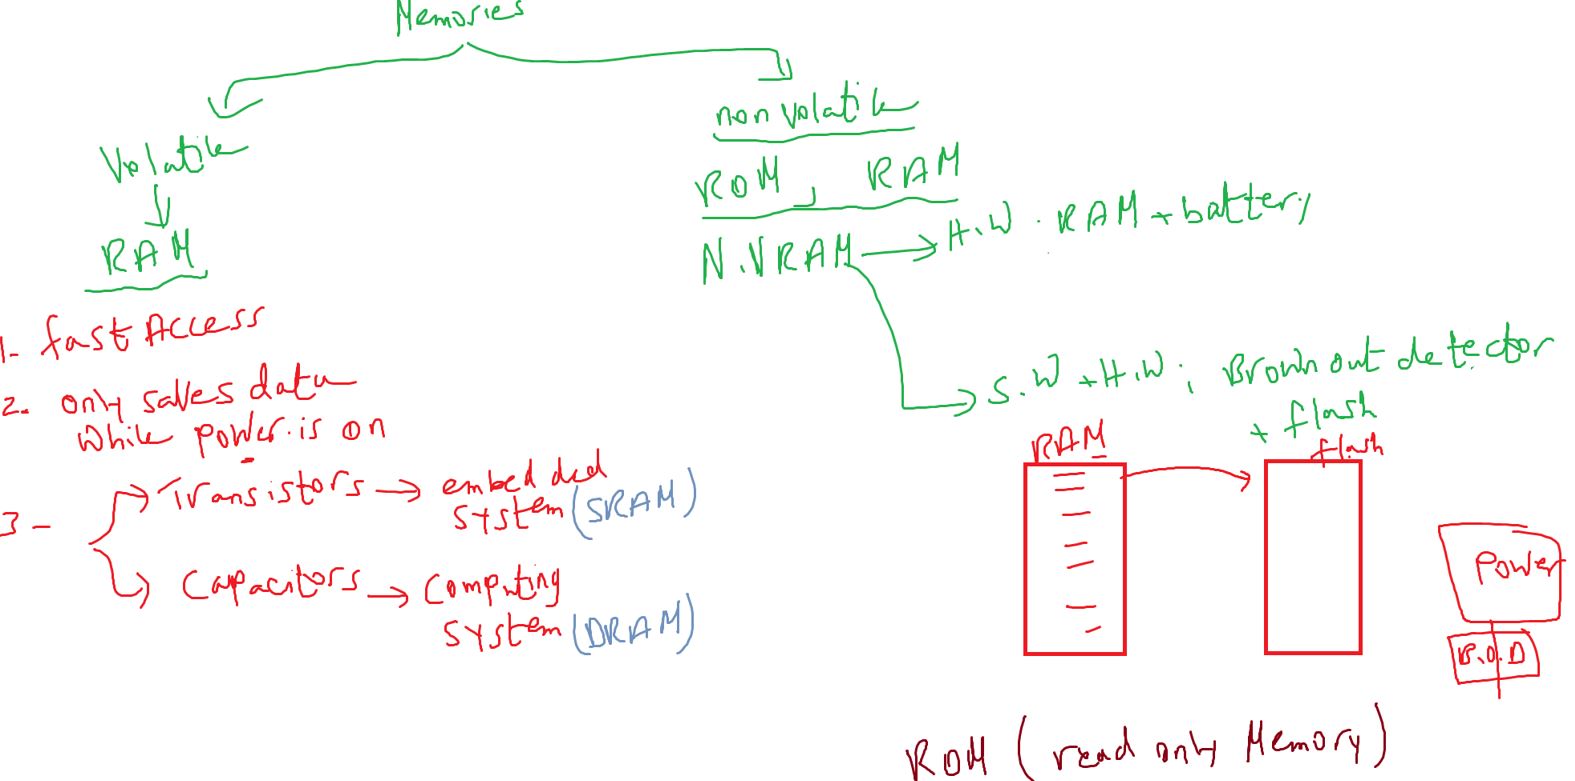 Memories
Volatile
RAM
1- fast Access
2- only saves data
while power is on
3-
Transistors → embedded
system (SRAM)
Capacitors → Computing
system (DRAM)
non volatile
ROM, RAM
N.VRAM → H.W. RAM + battery
→ S.W + H.W; Brown out detector
+ flash
RAM
flash
Power
B.O.D
ROM (read only Memory)